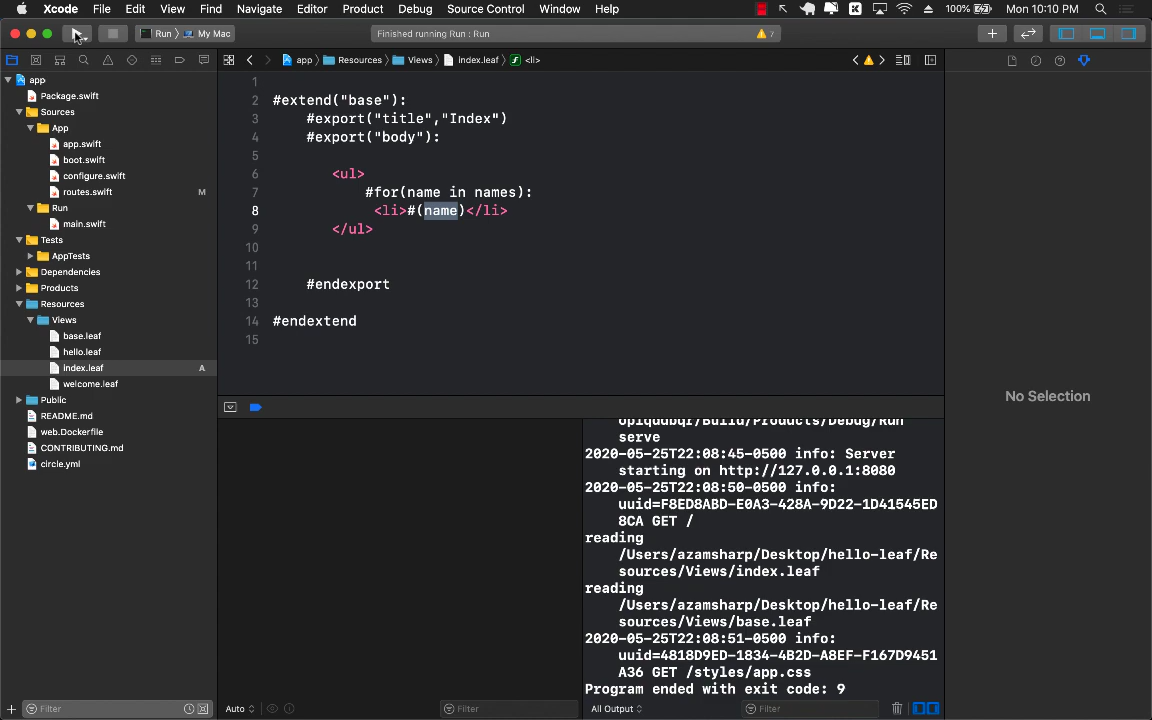 Xcode File Edit View Find Navigate Editor Product Debug Source Control Window Help 100% Mon 10:10 PM
Run 〉 My Mac Finished running Run : Run 7
app 〉 Resources 〉 Views 〉 index.leaf 〉 f <li>
app
Package.swift
Sources
App
app.swift
boot.swift
configure.swift
routes.swift M
Run
main.swift
Tests
AppTests
Dependencies
Products
Resources
Views
base.leaf
hello.leaf
index.leaf A
welcome.leaf
Public
README.md
web.Dockerfile
CONTRIBUTING.md
circle.yml
Filter
1
2 #extend("base"):
3 #export("title","Index")
4 #export("body"):
5
6 <ul>
7 #for(name in names):
8 <li>#(name)</li>
9 </ul>
10
11
12 #endexport
13
14 #endextend
15
opiqdubqr/Build/Products/Debug/Run
serve
2020-05-25T22:08:45-0500 info: Server
starting on http://127.0.0.1:8080
2020-05-25T22:08:50-0500 info:
uuid=F8ED8ABD-E0A3-428A-9D22-1D41545ED
8CA GET /
reading
/Users/azamsharp/Desktop/hello-leaf/Re
sources/Views/index.leaf
reading
/Users/azamsharp/Desktop/hello-leaf/Re
sources/Views/base.leaf
2020-05-25T22:08:51-0500 info:
uuid=4818D9ED-1834-4B2D-A8EF-F167D9451
A36 GET /styles/app.css
Program ended with exit code: 9
Auto Filter All Output Filter
No Selection